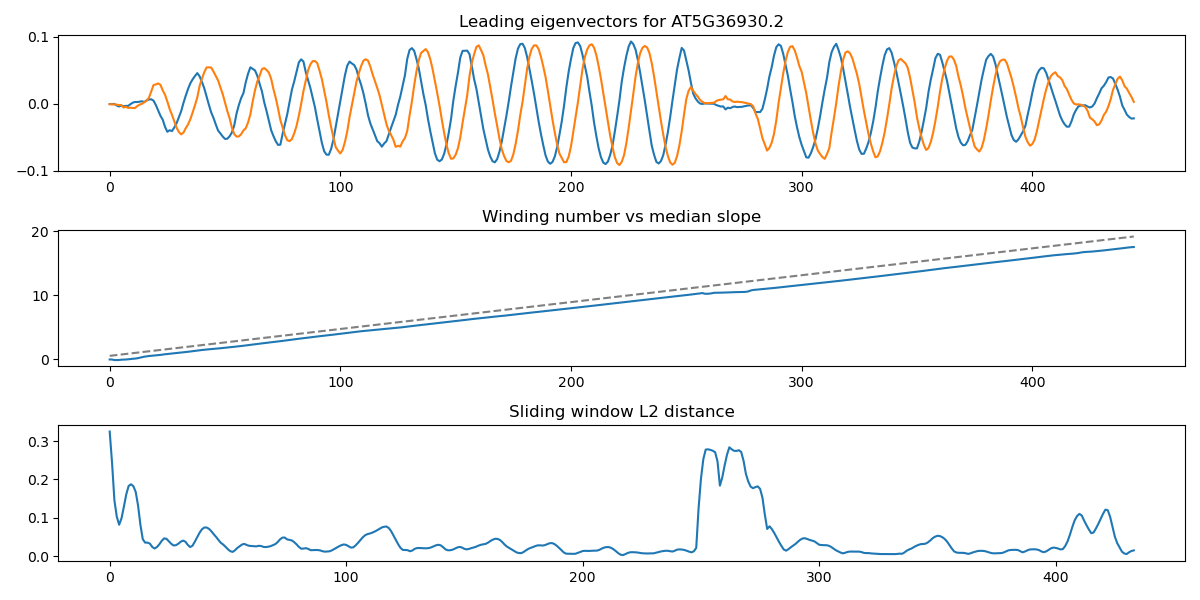 Leading eigenvectors for AT5G36930.2
0.1
0.0
−0.1
0 100 200 300 400
Winding number vs median slope
20
10
0
0 100 200 300 400
Sliding window L2 distance
0.3
0.2
0.1
0.0
0 100 200 300 400